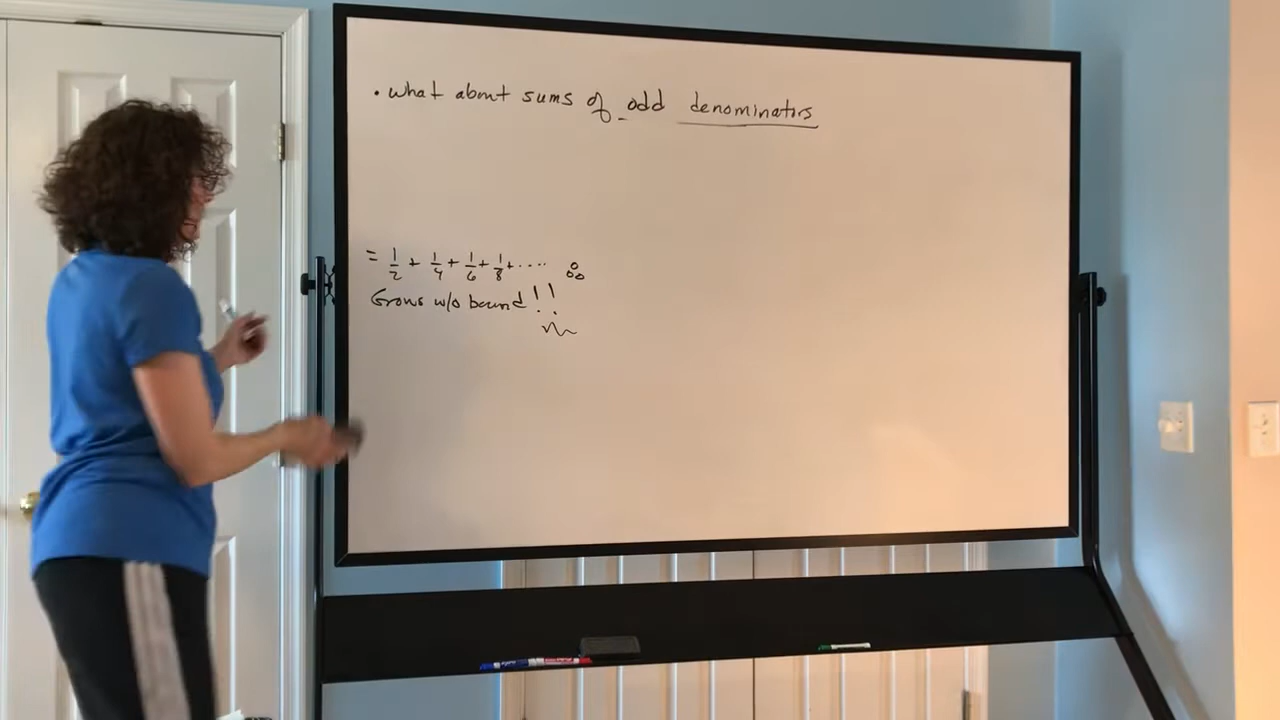 • what about sums of odd denominators
= 1/2 + 1/4 + 1/6 + 1/8 + .....
Grows w/o bound !!